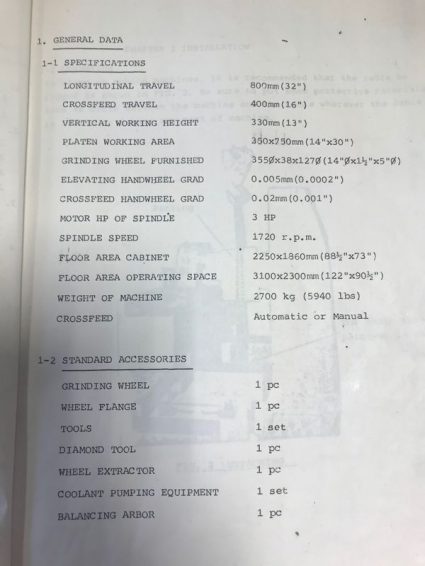 1. GENERAL DATA
1-1 SPECIFICATIONS
LONGITUDINAL TRAVEL 800mm(32")
CROSSFEED TRAVEL 400mm(16")
VERTICAL WORKING HEIGHT 330mm(13")
PLATEN WORKING AREA 350x750mm(14"x30")
GRINDING WHEEL FURNISHED 355Øx38x127Ø(14"Øx1½"x5"Ø)
ELEVATING HANDWHEEL GRAD 0.005mm(0.0002")
CROSSFEED HANDWHEEL GRAD 0.02mm(0.001")
MOTOR HP OF SPINDLE 3 HP
SPINDLE SPEED 1720 r.p.m.
FLOOR AREA CABINET 2250x1860mm(88½"x73")
FLOOR AREA OPERATING SPACE 3100x2300mm(122"x90½")
WEIGHT OF MACHINE 2700 kg (5940 lbs)
CROSSFEED Automatic or Manual
1-2 STANDARD ACCESSORIES
GRINDING WHEEL 1 pc
WHEEL FLANGE 1 pc
TOOLS 1 set
DIAMOND TOOL 1 pc
WHEEL EXTRACTOR 1 pc
COOLANT PUMPING EQUIPMENT 1 set
BALANCING ARBOR 1 pc